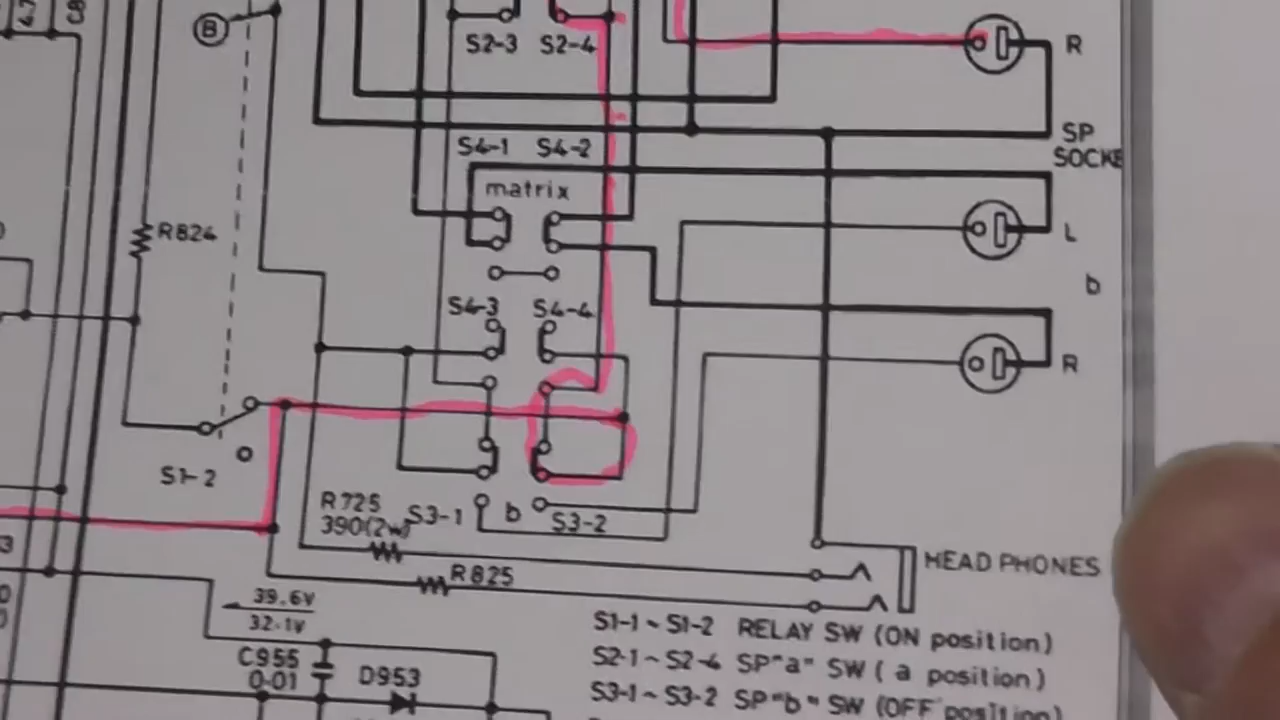 4.7
B
S2-3 S2-4
R
SP
SOCKE
S4-1 S4-2
matrix
R824
L
b
S4-3 S4-4
R
S1-2
R725
390(2W)
S3-1 b S3-2
HEAD PHONES
R825
39.6V
32.1V
C955
0.01
D953
S1-1~S1-2 RELAY SW (ON position)
S2-1~S2-4 SP"a" SW (a position)
S3-1~S3-2 SP"b" SW (OFF position)